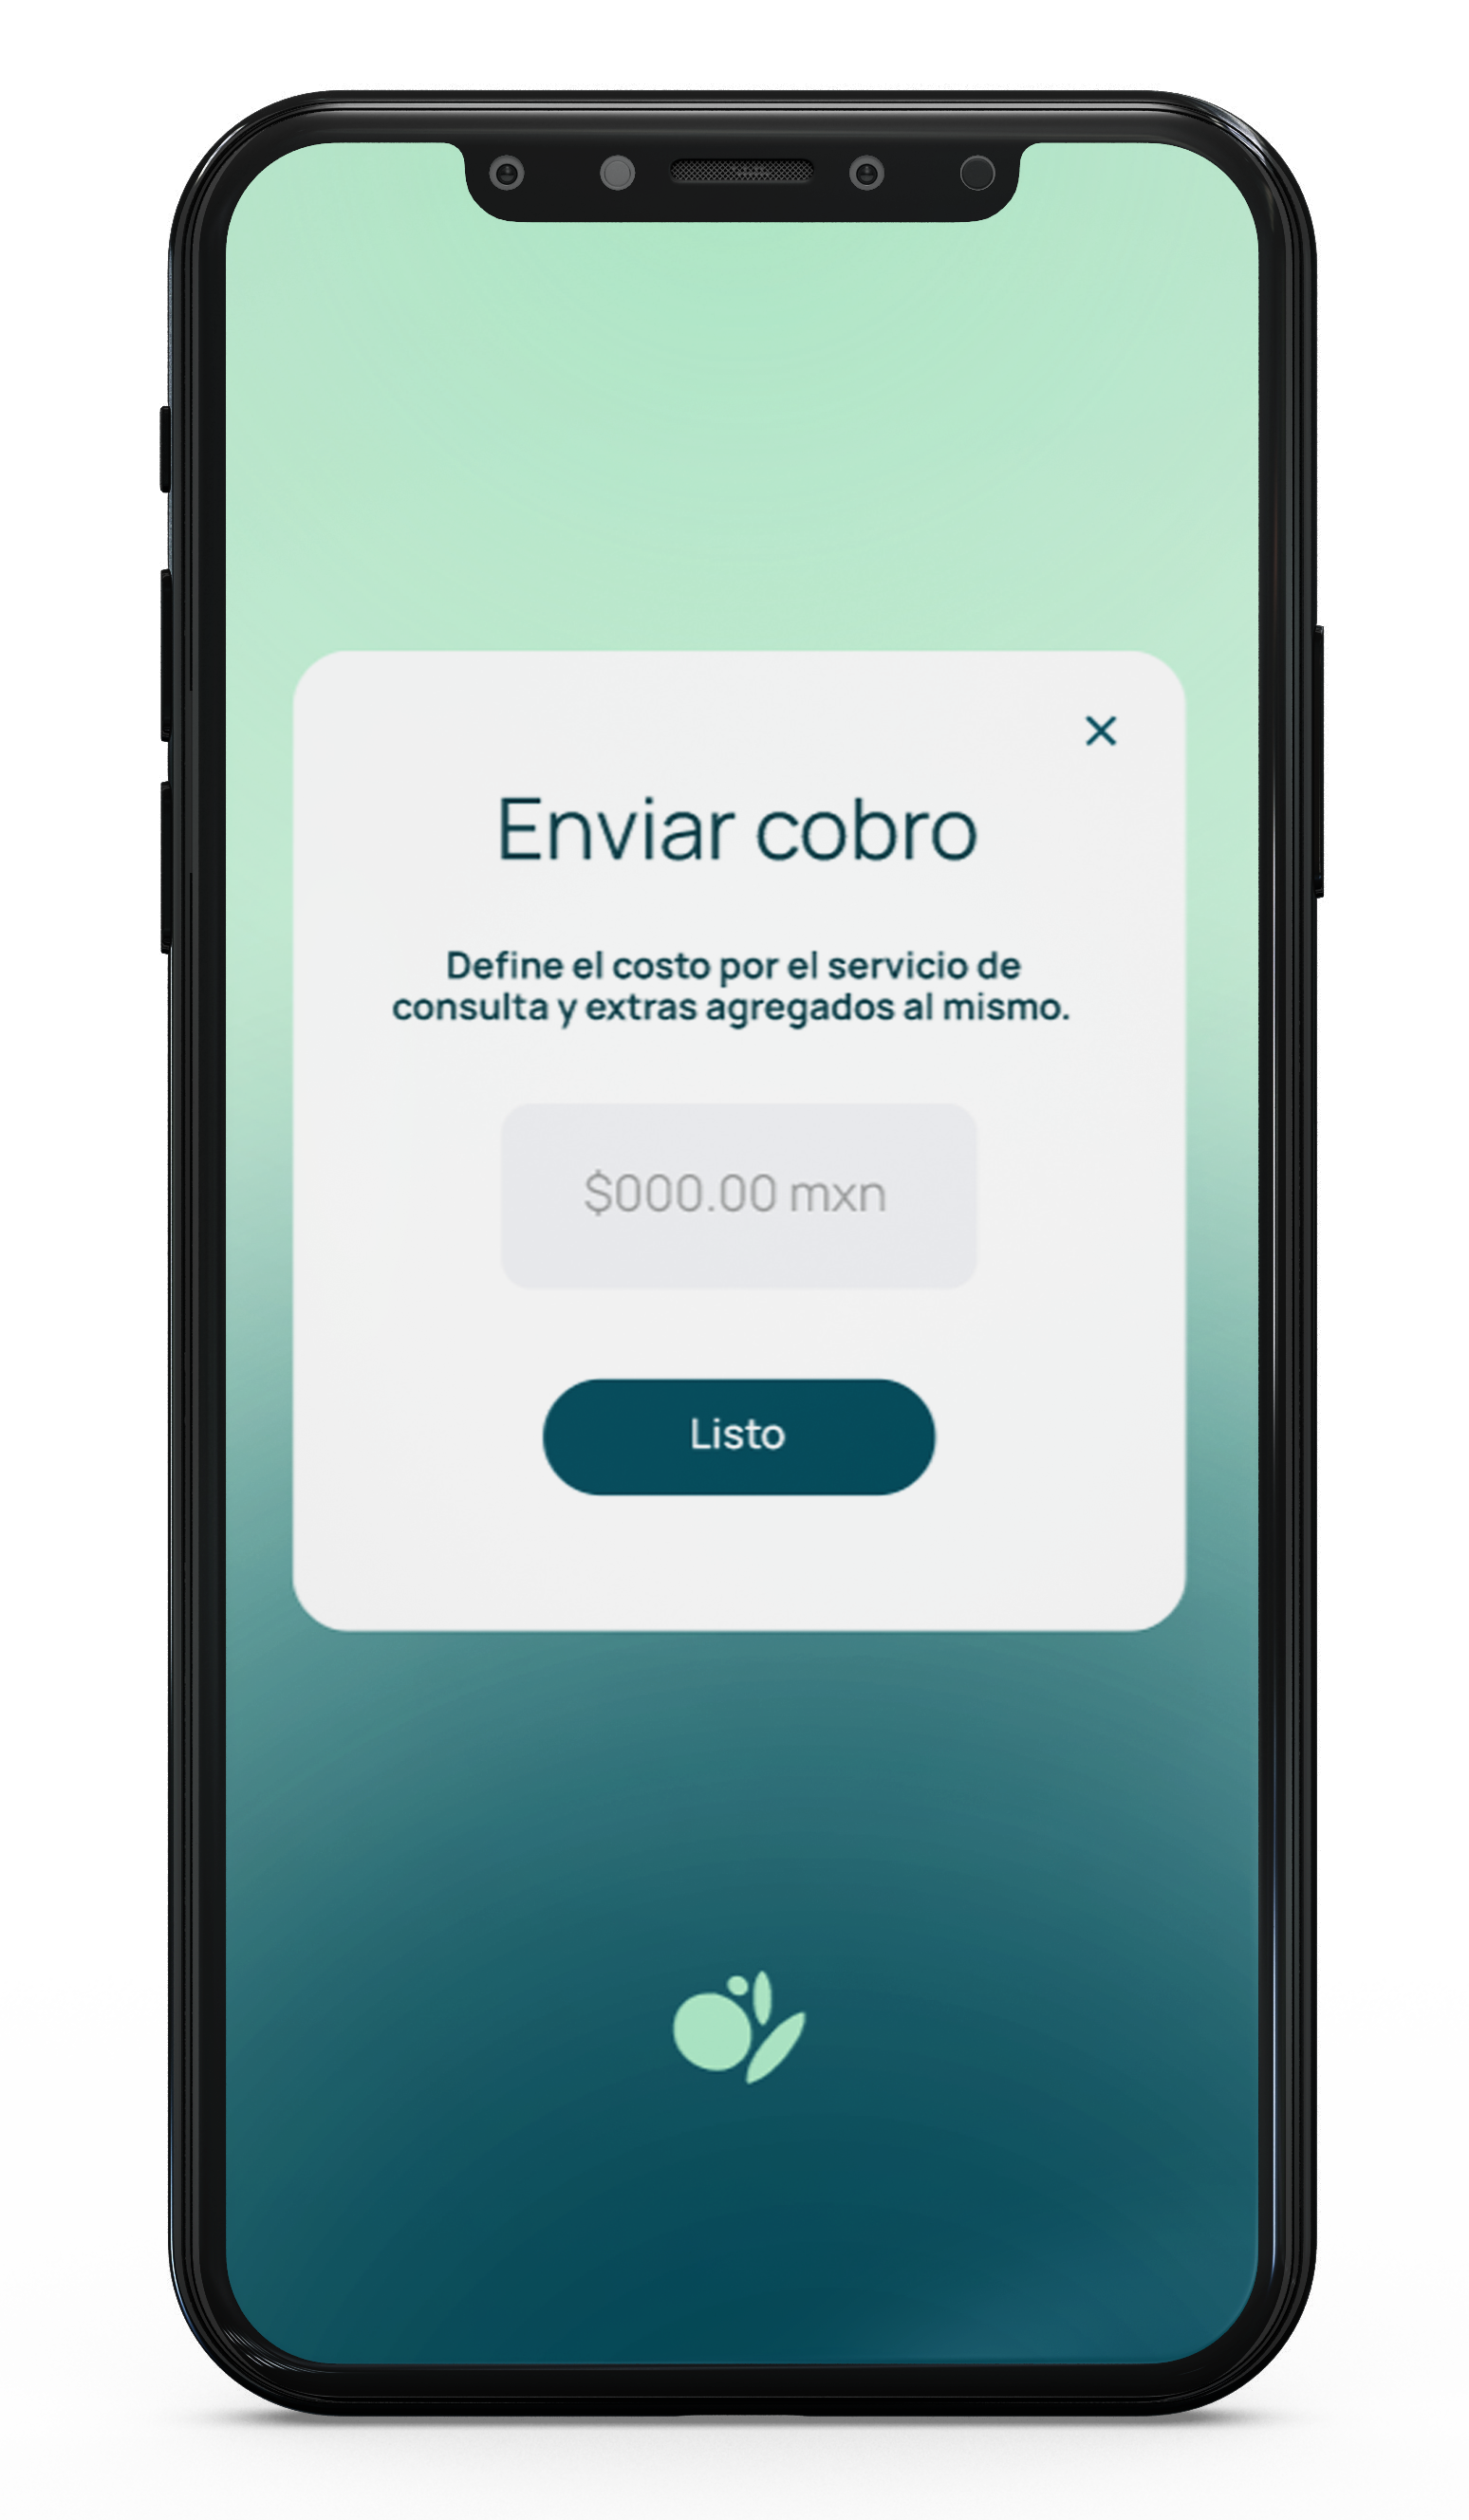 Enviar cobro
Define el costo por el servicio de
consulta y extras agregados al mismo.
$000.00 mxn
Listo